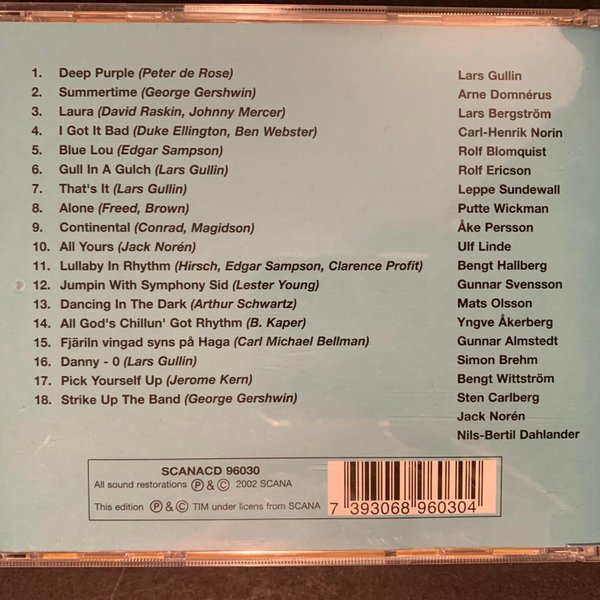 1. Deep Purple (Peter de Rose)
2. Summertime (George Gershwin)
3. Laura (David Raskin, Johnny Mercer)
4. I Got It Bad (Duke Ellington, Ben Webster)
5. Blue Lou (Edgar Sampson)
6. Gull In A Gulch (Lars Gullin)
7. That's It (Lars Gullin)
8. Alone (Freed, Brown)
9. Continental (Conrad, Magidson)
10. All Yours (Jack Norén)
11. Lullaby In Rhythm (Hirsch, Edgar Sampson, Clarence Profit)
12. Jumpin With Symphony Sid (Lester Young)
13. Dancing In The Dark (Arthur Schwartz)
14. All God's Chillun' Got Rhythm (B. Kaper)
15. Fjäriln vingad syns på Haga (Carl Michael Bellman)
16. Danny - 0 (Lars Gullin)
17. Pick Yourself Up (Jerome Kern)
18. Strike Up The Band (George Gershwin)
Lars Gullin
Arne Domnérus
Lars Bergström
Carl-Henrik Norin
Rolf Blomquist
Rolf Ericson
Leppe Sundewall
Putte Wickman
Åke Persson
Ulf Linde
Bengt Hallberg
Gunnar Svensson
Mats Olsson
Yngve Åkerberg
Gunnar Almstedt
Simon Brehm
Bengt Wittström
Sten Carlberg
Jack Norén
Nils-Bertil Dahlander
SCANACD 96030
All sound restorations Ⓟ & © 2002 SCANA
This edition Ⓟ & © TIM under licens from SCANA
7 393068 960304